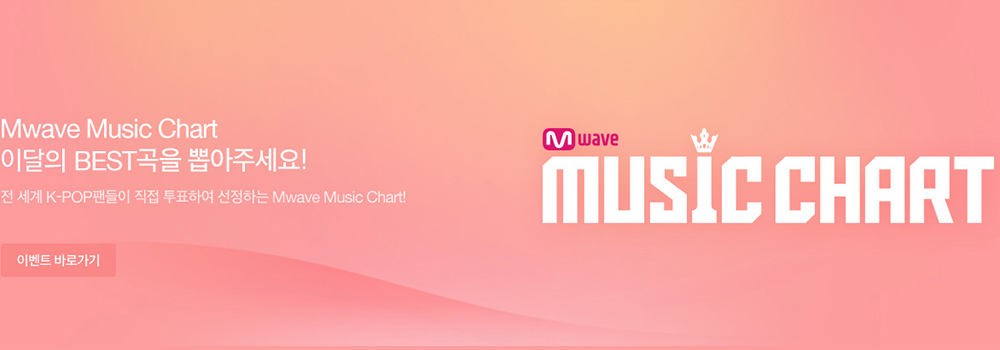 Mwave Music Chart
이달의 BEST곡을 뽑아주세요!
전 세계 K-POP팬들이 직접 투표하여 선정하는 Mwave Music Chart!
이벤트 바로가기
M wave
MUSIC CHART